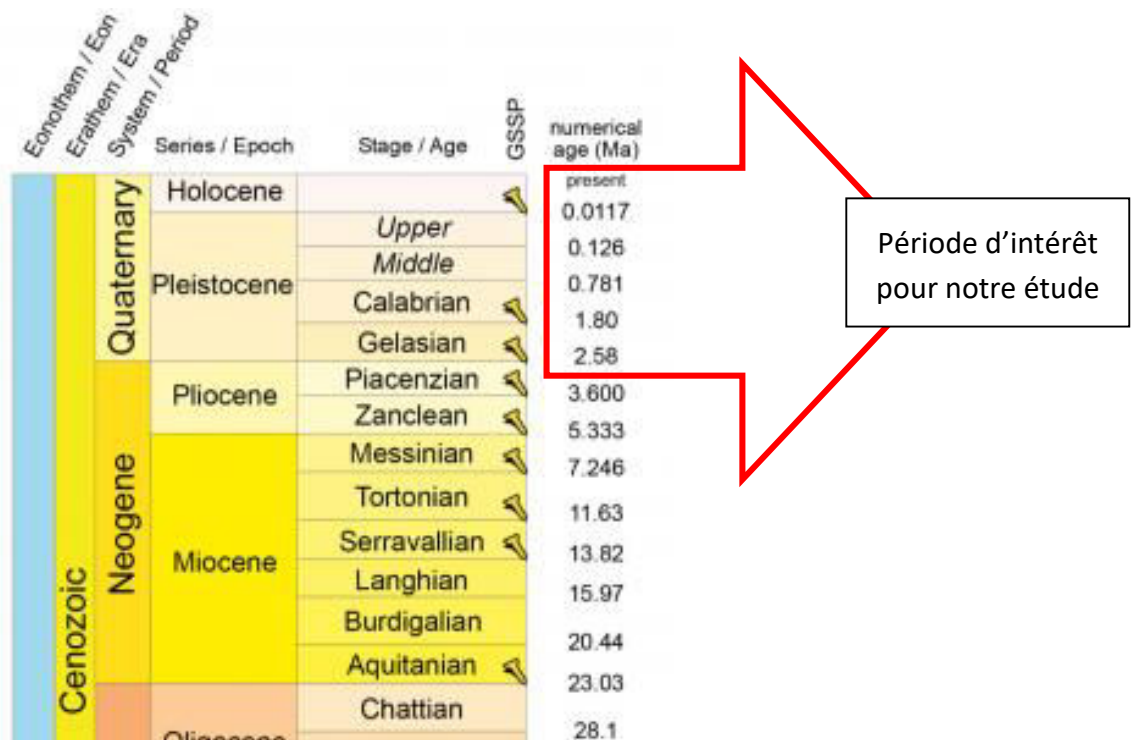 Eonothem / Eon
Erathem / Era
System / Period
Series / Epoch
Stage / Age
GSSP
numerical
age (Ma)
Cenozoic
Quaternary
Holocene
present
0.0117
Pleistocene
Upper
0.126
Middle
0.781
Calabrian
1.80
Gelasian
2.58
Neogene
Pliocene
Piacenzian
3.600
Zanclean
5.333
Miocene
Messinian
7.246
Tortonian
11.63
Serravallian
13.82
Langhian
15.97
Burdigalian
20.44
Aquitanian
23.03
Oligocene
Chattian
28.1
Période d’intérêt
pour notre étude